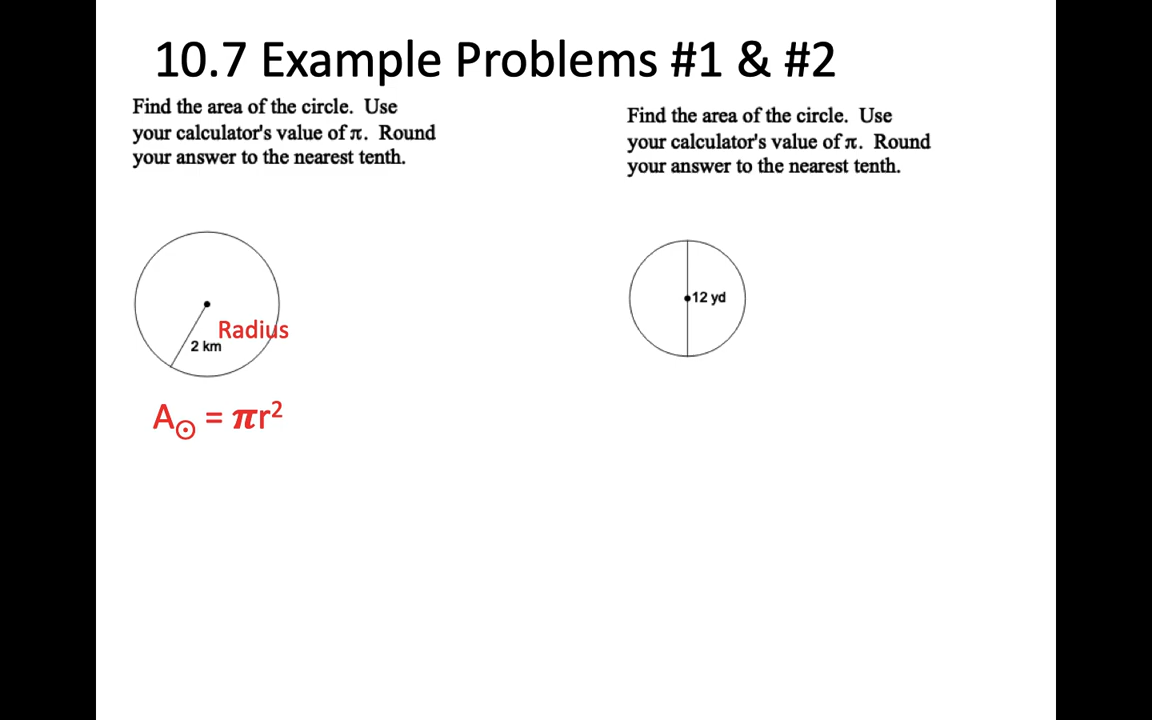 10.7 Example Problems #1 & #2
Find the area of the circle. Use
your calculator's value of π. Round
your answer to the nearest tenth.
Radius
2 km
A⊙ = πr²
Find the area of the circle. Use
your calculator's value of π. Round
your answer to the nearest tenth.
12 yd